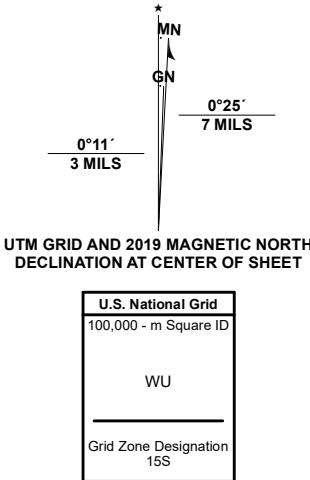 ★
MN
GN
0°25´
7 MILS
0°11´
3 MILS
UTM GRID AND 2019 MAGNETIC NORTH
DECLINATION AT CENTER OF SHEET
U.S. National Grid
100,000 - m Square ID
WU
Grid Zone Designation
15S